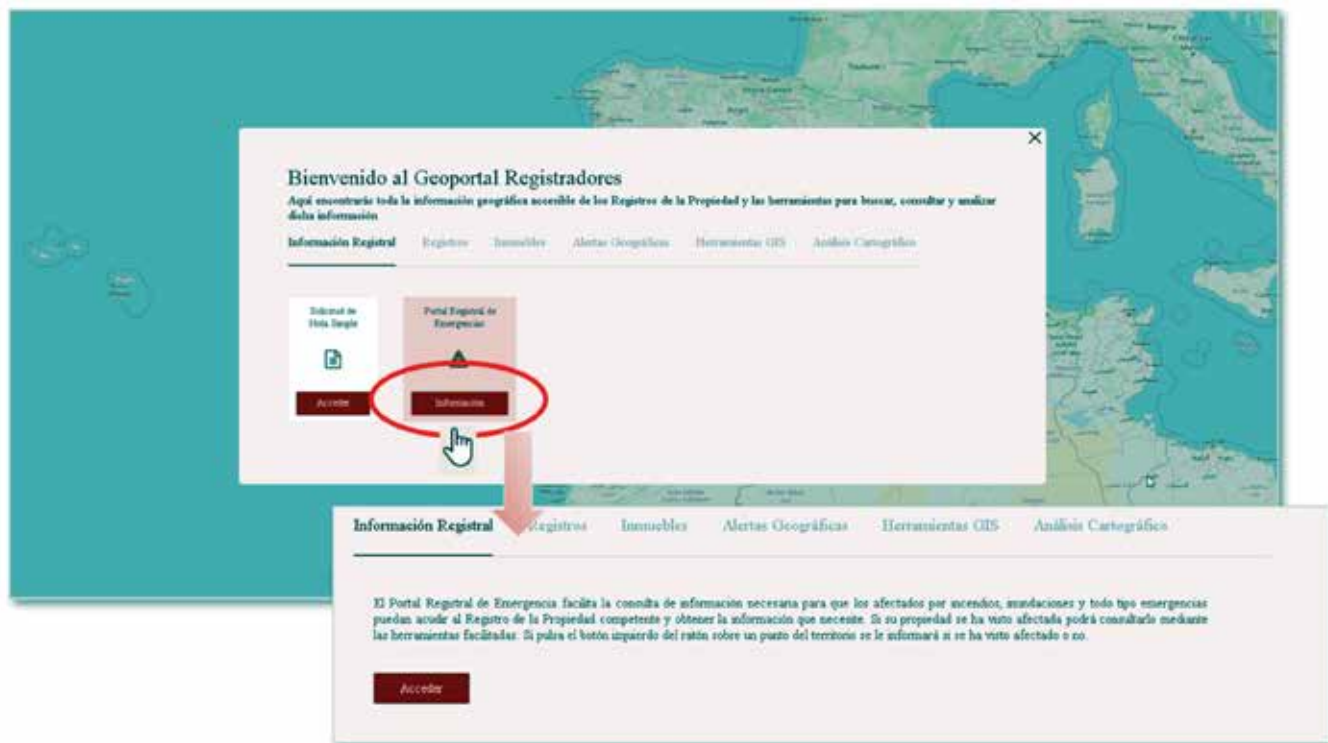 Bienvenido al Geoportal Registradores
Aquí encontrarás toda la información geográfica accesible de los Registros de la Propiedad y las herramientas para buscar, consultar y analizar
dicha información
Información Registral Registros Inmuebles Alertas Geográficas Herramientas GIS Análisis Cartográfico
Solicitud de
Nota Simple
Acceder
Portal Registral de
Emergencias
Información
Información Registral Registros Inmuebles Alertas Geográficas Herramientas GIS Análisis Cartográfico
El Portal Registral de Emergencia facilita la consulta de información necesaria para que los afectados por incendios, inundaciones y todo tipo emergencias
puedan acudir al Registro de la Propiedad competente y obtener la información que necesite. Si su propiedad se ha visto afectada podrá consultarlo mediante
las herramientas facilitadas. Si pulsa el botón izquierdo del ratón sobre un punto del territorio se le informará si se ha visto afectado o no.
Acceder